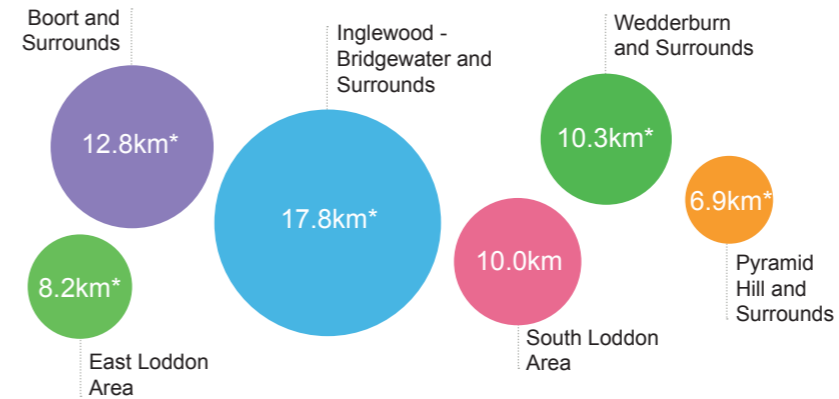 Boort and
Surrounds
12.8km*
Inglewood -
Bridgewater and
Surrounds
17.8km*
Wedderburn
and Surrounds
10.3km*
6.9km*
Pyramid
Hill and
Surrounds
8.2km*
East Loddon
Area
10.0km
South Loddon
Area